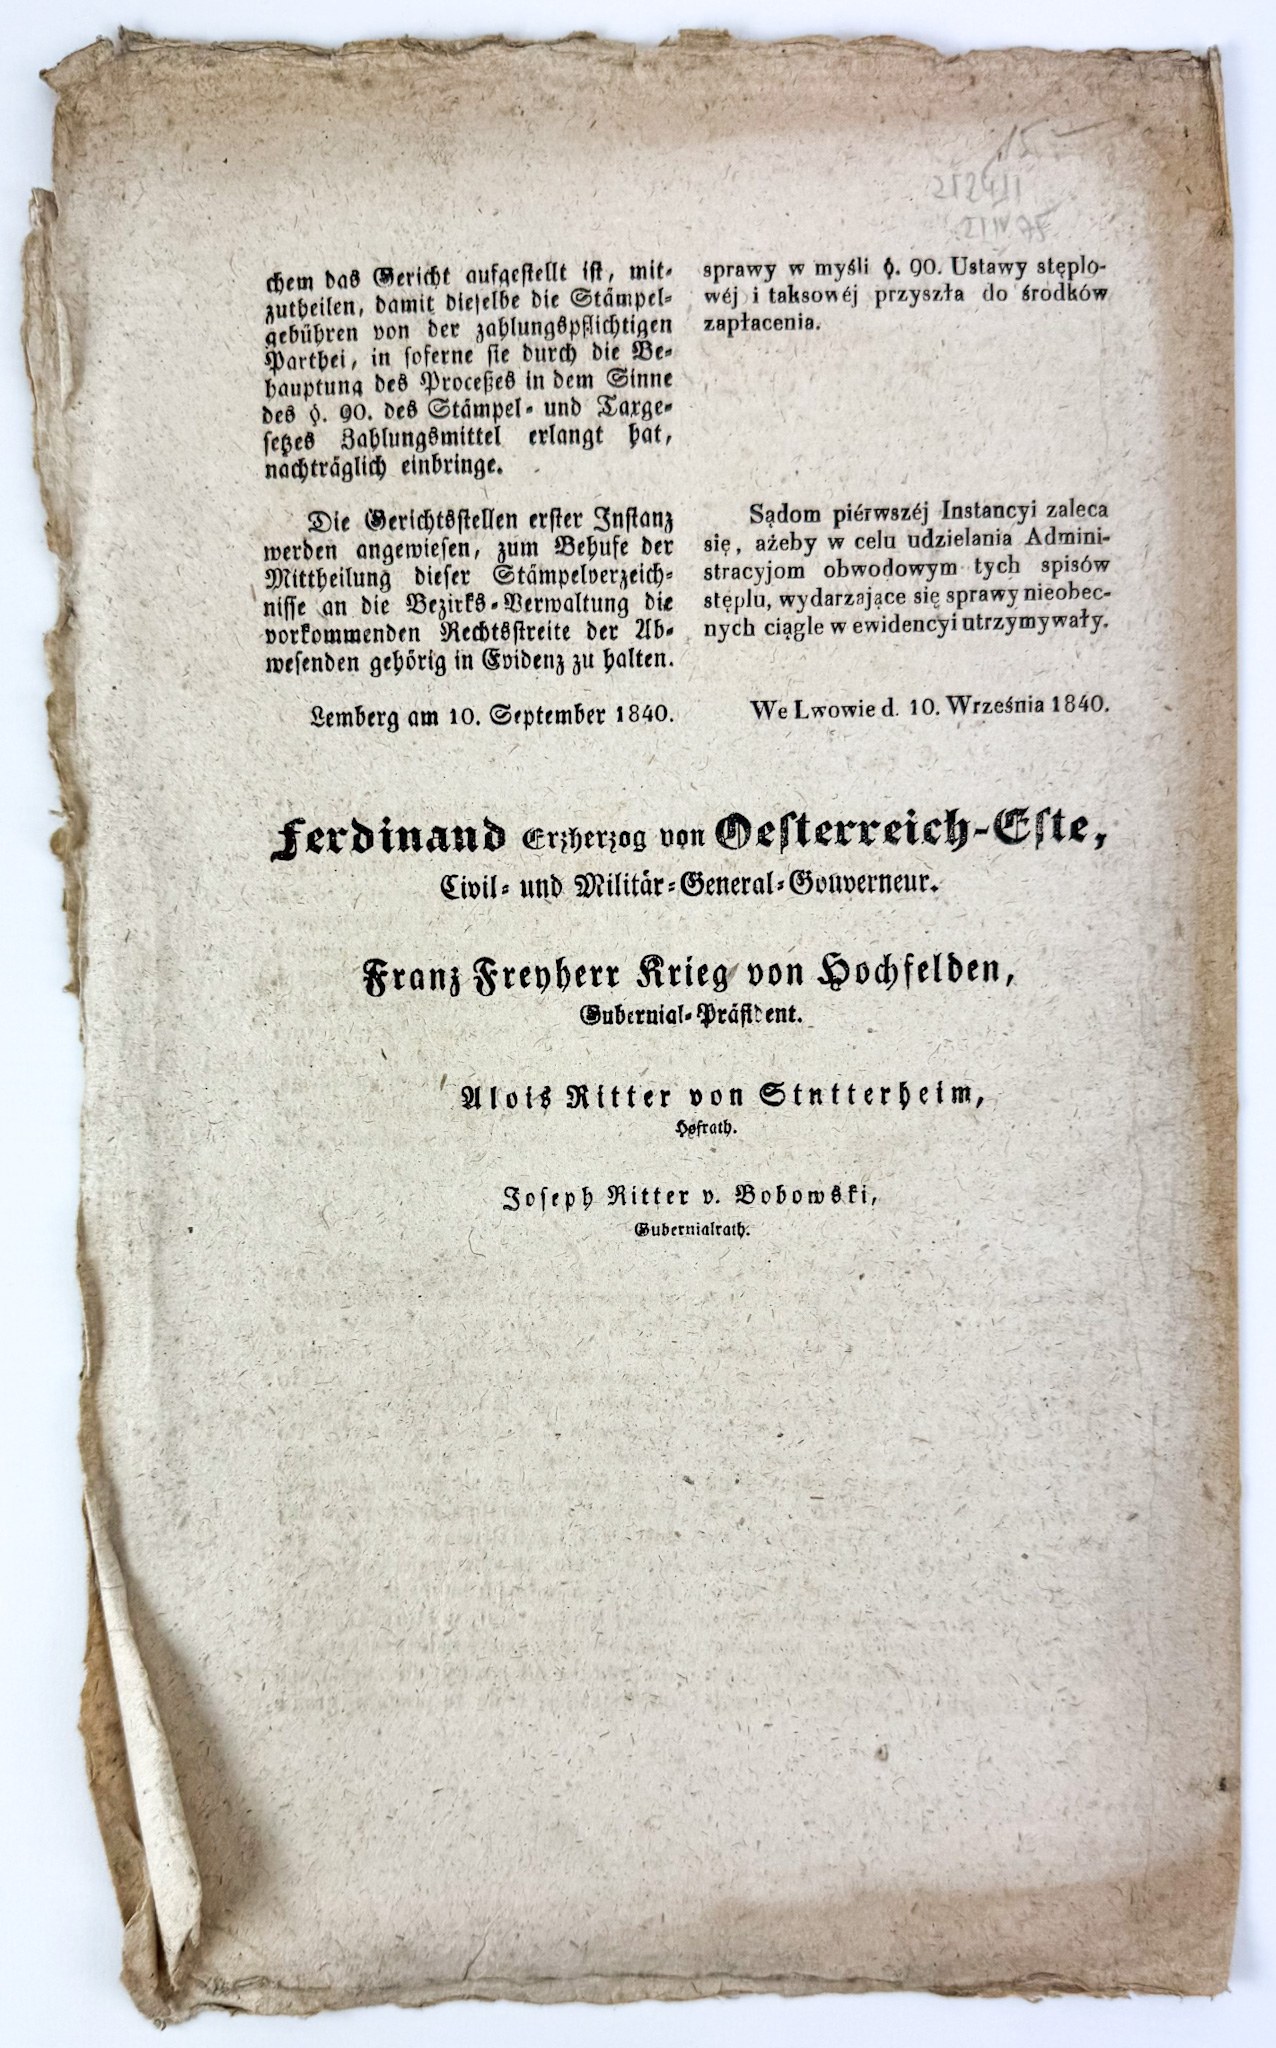 chem das Gericht aufgestellt ist, mit-
zutheilen, damit dieselbe die Stämpel-
gebühren von der zahlungspflichtigen
Parthei, in soferne sie durch die Be-
hauptung des Proceßes in dem Sinne
des §. 90. des Stämpel- und Taxge-
setzes Zahlungsmittel erlangt hat,
nachträglich einbringe.
Die Gerichtsstellen erster Instanz
werden angewiesen, zum Behufe der
Mittheilung dieser Stämpelverzeich-
nisse an die Bezirks-Verwaltung die
vorkommenden Rechtsstreite der Ab-
wesenden gehörig in Evidenz zu halten.
Lemberg am 10. September 1840.
sprawy w myśli §. 90. Ustawy stęplo-
wéj i taksowéj przyszła do środków
zapłacenia.
Sądom piérwszéj Instancyi zaleca
się, ażeby w celu udzielania Admini-
stracyjom obwodowym tych spisów
stęplu, wydarzające się sprawy nieobec-
nych ciągle w ewidencyi utrzymywały.
We Lwowie d. 10. Września 1840.
Ferdinand Erzherzog von Oesterreich-Este,
Civil- und Militär-General-Gouverneur.
Franz Freyherr Krieg von Hochfelden,
Gubernial-Präsident.
Alois Ritter von Stntterheim,
Hofrath.
Joseph Ritter v. Bobowski,
Gubernialrath.